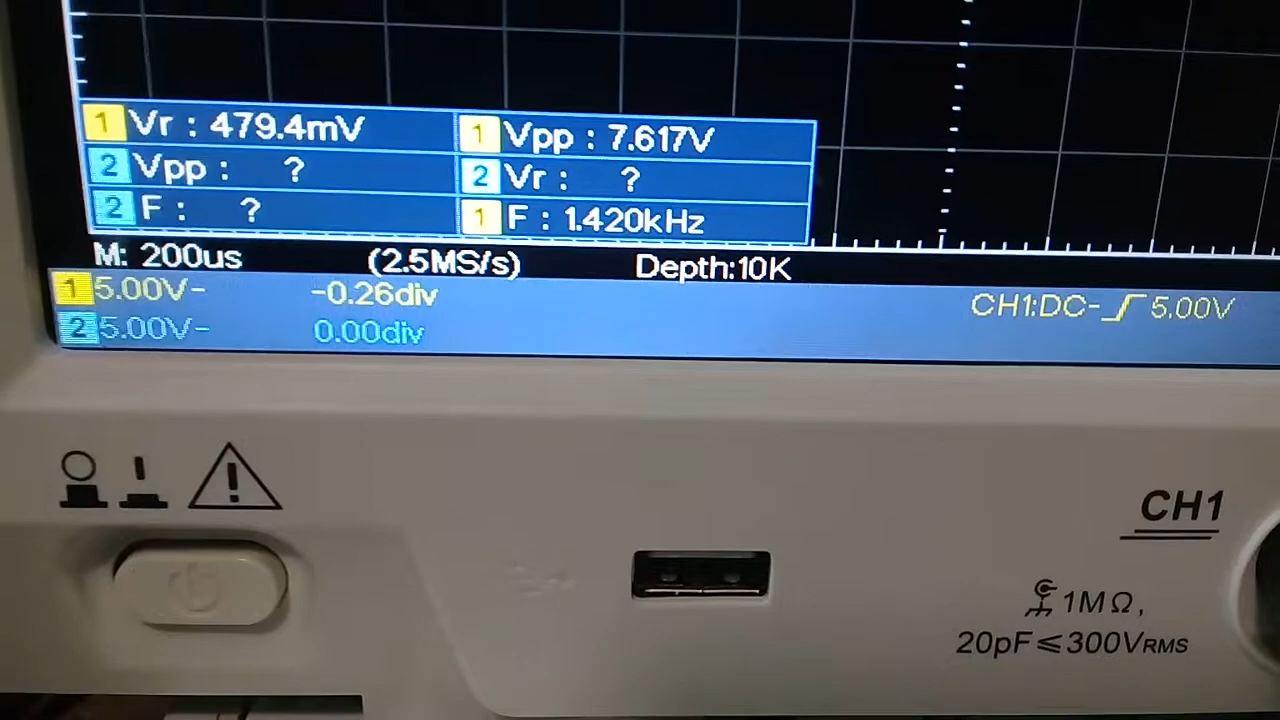 1 Vr : 479.4mV 1 Vpp : 7.617V
2 Vpp : ? 2 Vr : ?
2 F : ? 1 F : 1.420kHz
M: 200us (2.5MS/s) Depth:10K
1 5.00V- -0.26div CH1:DC- 5.00V
2 5.00V- 0.00div
CH1
1MΩ,
20pF≤300VRMS